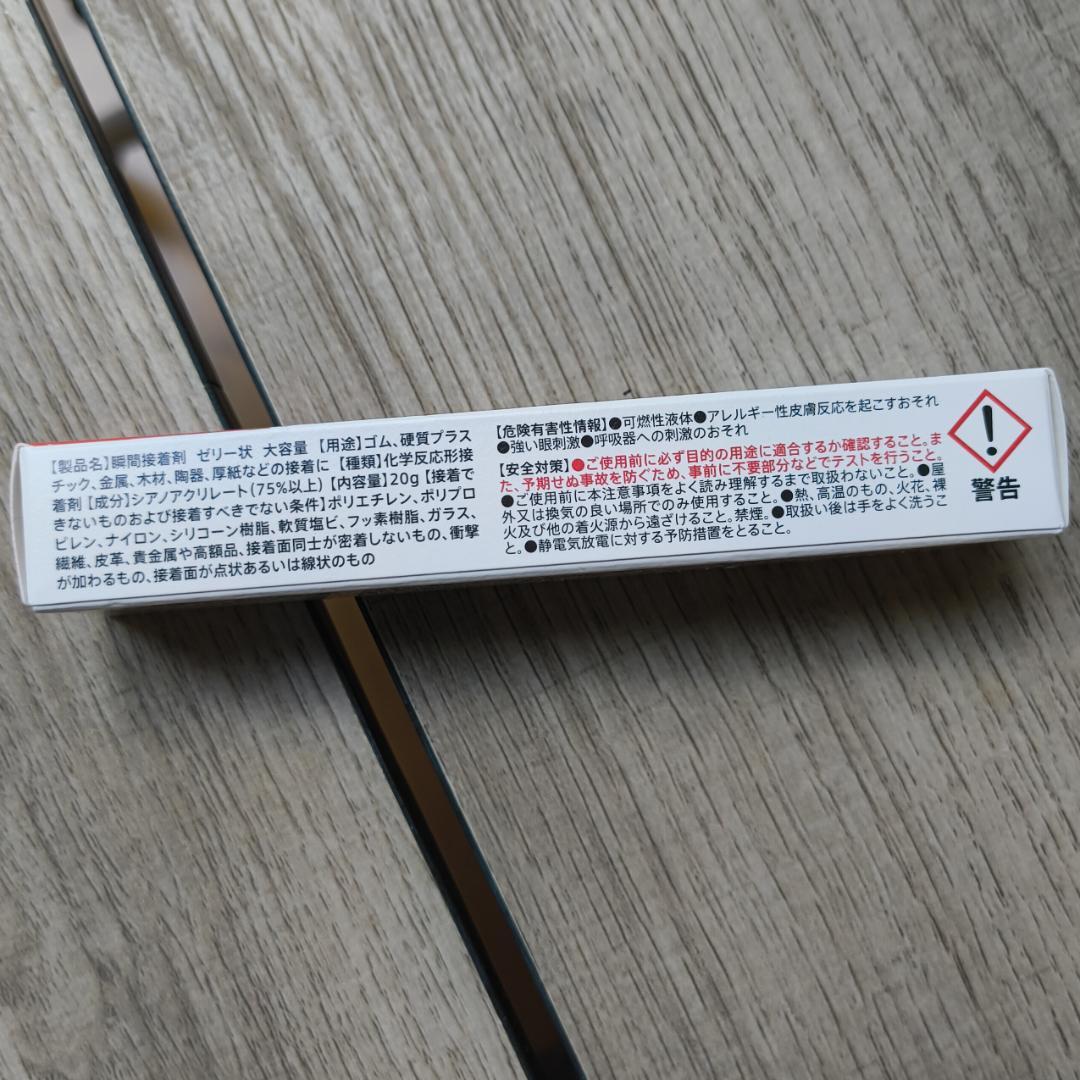 【製品名】瞬間接着剤 ゼリー状 大容量 【用途】ゴム、硬質プラス
チック、金属、木材、陶器、厚紙などの接着に【種類】化学反応形接
着剤【成分】シアノアクリレート(75%以上)【内容量】20g【接着で
きないものおよび接着すべきでない条件】ポリエチレン、ポリプロ
ピレン、ナイロン、シリコーン樹脂、軟質塩ビ、フッ素樹脂、ガラス、
繊維、皮革、貴金属や高額品、接着面同士が密着しないもの、衝撃
が加わるもの、接着面が点状あるいは線状のもの
【危険有害性情報】●可燃性液体●アレルギー性皮膚反応を起こすおそれ
●強い眼刺激●呼吸器への刺激のおそれ
【安全対策】●ご使用前に必ず目的の用途に適合するか確認すること。ま
た、予期せぬ事故を防ぐため、事前に不要部分などでテストを行うこと。
●ご使用前に本注意事項をよく読み理解するまで取扱わないこと。●屋
外又は換気の良い場所でのみ使用すること。●熱、高温のもの、火花、裸
火及び他の着火源から遠ざけること。禁煙。●取扱い後は手をよく洗うこ
と。●静電気放電に対する予防措置をとること。
警告